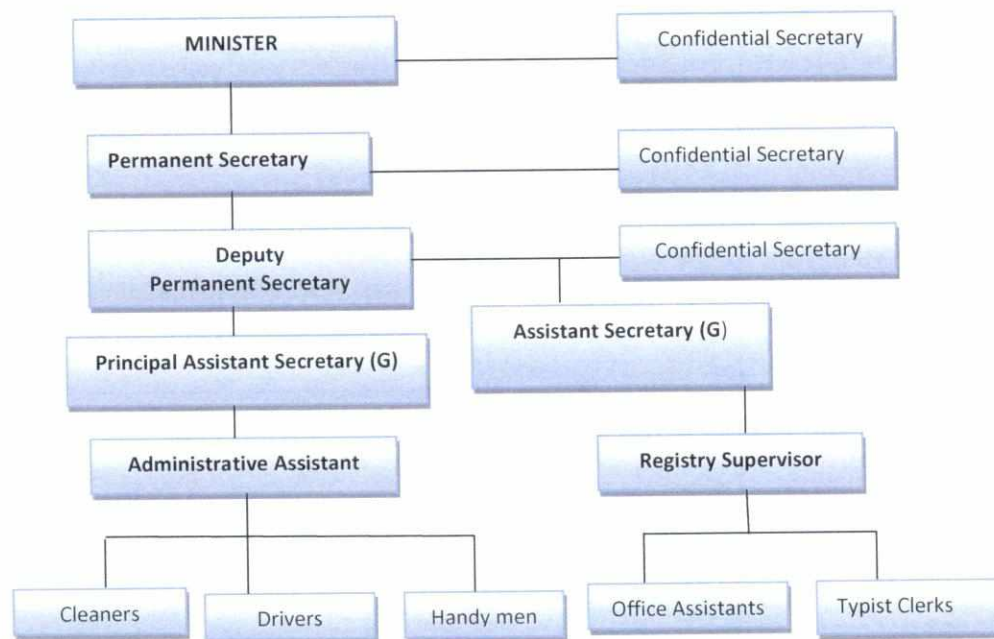 MINISTER
Confidential Secretary
Permanent Secretary
Confidential Secretary
Deputy
Permanent Secretary
Confidential Secretary
Assistant Secretary (G)
Principal Assistant Secretary (G)
Administrative Assistant
Registry Supervisor
Cleaners
Drivers
Handy men
Office Assistants
Typist Clerks